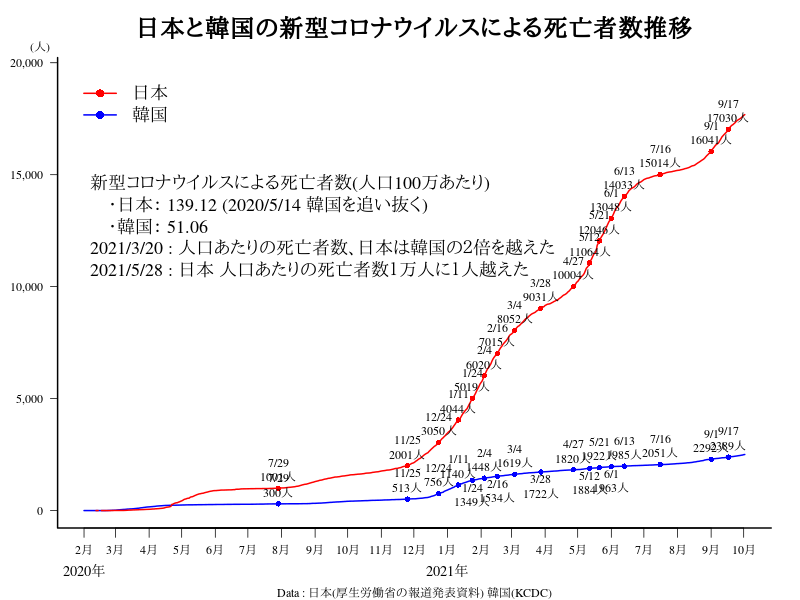 日本と韓国の新型コロナウイルスによる死亡者数推移
(人)
20,000
15,000
10,000
5,000
0
日本
韓国
新型コロナウイルスによる死亡者数(人口100万あたり)
・日本: 139.12 (2020/5/14 韓国を追い抜く)
・韓国: 51.06
2021/3/20 : 人口あたりの死亡者数、日本は韓国の2倍を越えた
2021/5/28 : 日本 人口あたりの死亡者数1万人に1人越えた
7/29
11/25
2001人
12/24
3050人
1/11
4044人
1/24
5019人
2/4
6020人
2/16
7015人
3/4
8052人
3/28
9031人
4/27
10004人
5/12
11064人
5/21
12046人
6/1
13048人
6/13
14033人
7/16
15014人
9/1
16041人
9/17
17030人
7/29
300人
11/25
513人
12/24
756人
1/11
1140人
1/24
1349人
2/4
1448人
2/16
1534人
3/4
1619人
3/28
1722人
4/27
1820人
5/12
1884人
5/21
1922人
6/1
1963人
6/13
1985人
7/16
2051人
9/1
2292人
9/17
2389人
2月 3月 4月 5月 6月 7月 8月 9月 10月 11月 12月 1月 2月 3月 4月 5月 6月 7月 8月 9月 10月
2020年 2021年
Data : 日本(厚生労働省の報道発表資料) 韓国(KCDC)